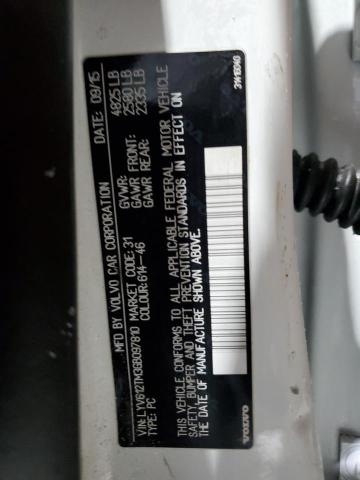 MFD BY VOLVO CAR CORPORATION DATE: 09/15
VIN: LYV612TM3GB097810 GVWR: 4825 LB
TYPE: PC MARKET CODE: 31 GAWR FRONT: 2580 LB
COLOUR: 614-46 GAWR REAR: 2335 LB
THIS VEHICLE CONFORMS TO ALL APPLICABLE FEDERAL MOTOR VEHICLE
SAFETY, BUMPER AND THEFT PREVENTION STANDARDS IN EFFECT ON
THE DATE OF MANUFACTURE SHOWN ABOVE.
VOLVO